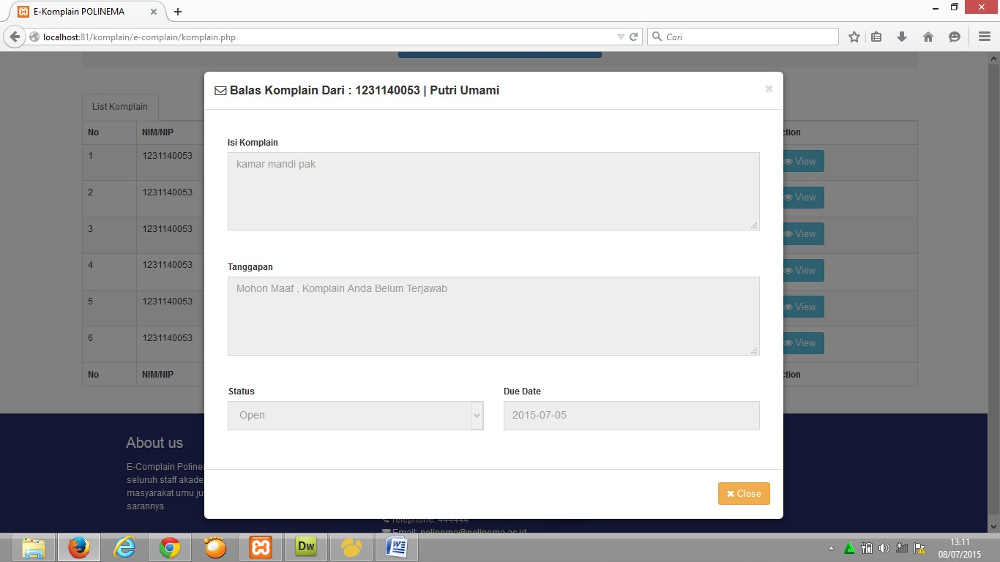 E-Komplain POLINEMA
localhost:81/komplain/e-complain/komplain.php
Cari
Balas Komplain Dari : 1231140053 | Putri Umami
List Komplain
No NIM/NIP ction
1 1231140053 View
2 1231140053 View
3 1231140053 View
4 1231140053 View
5 1231140053 View
6 1231140053 View
No NIM/NIP ction
Isi Komplain
kamar mandi pak
Tanggapan
Mohon Maaf , Komplain Anda Belum Terjawab
Status Due Date
Open 2015-07-05
Close
About us
E-Complain Poline
seluruh staff akade
masyarakat umu ju
sarannya
Telephone: 444444
Email: polinema@polinema.ac.id
Dw
13:11
08/07/2015